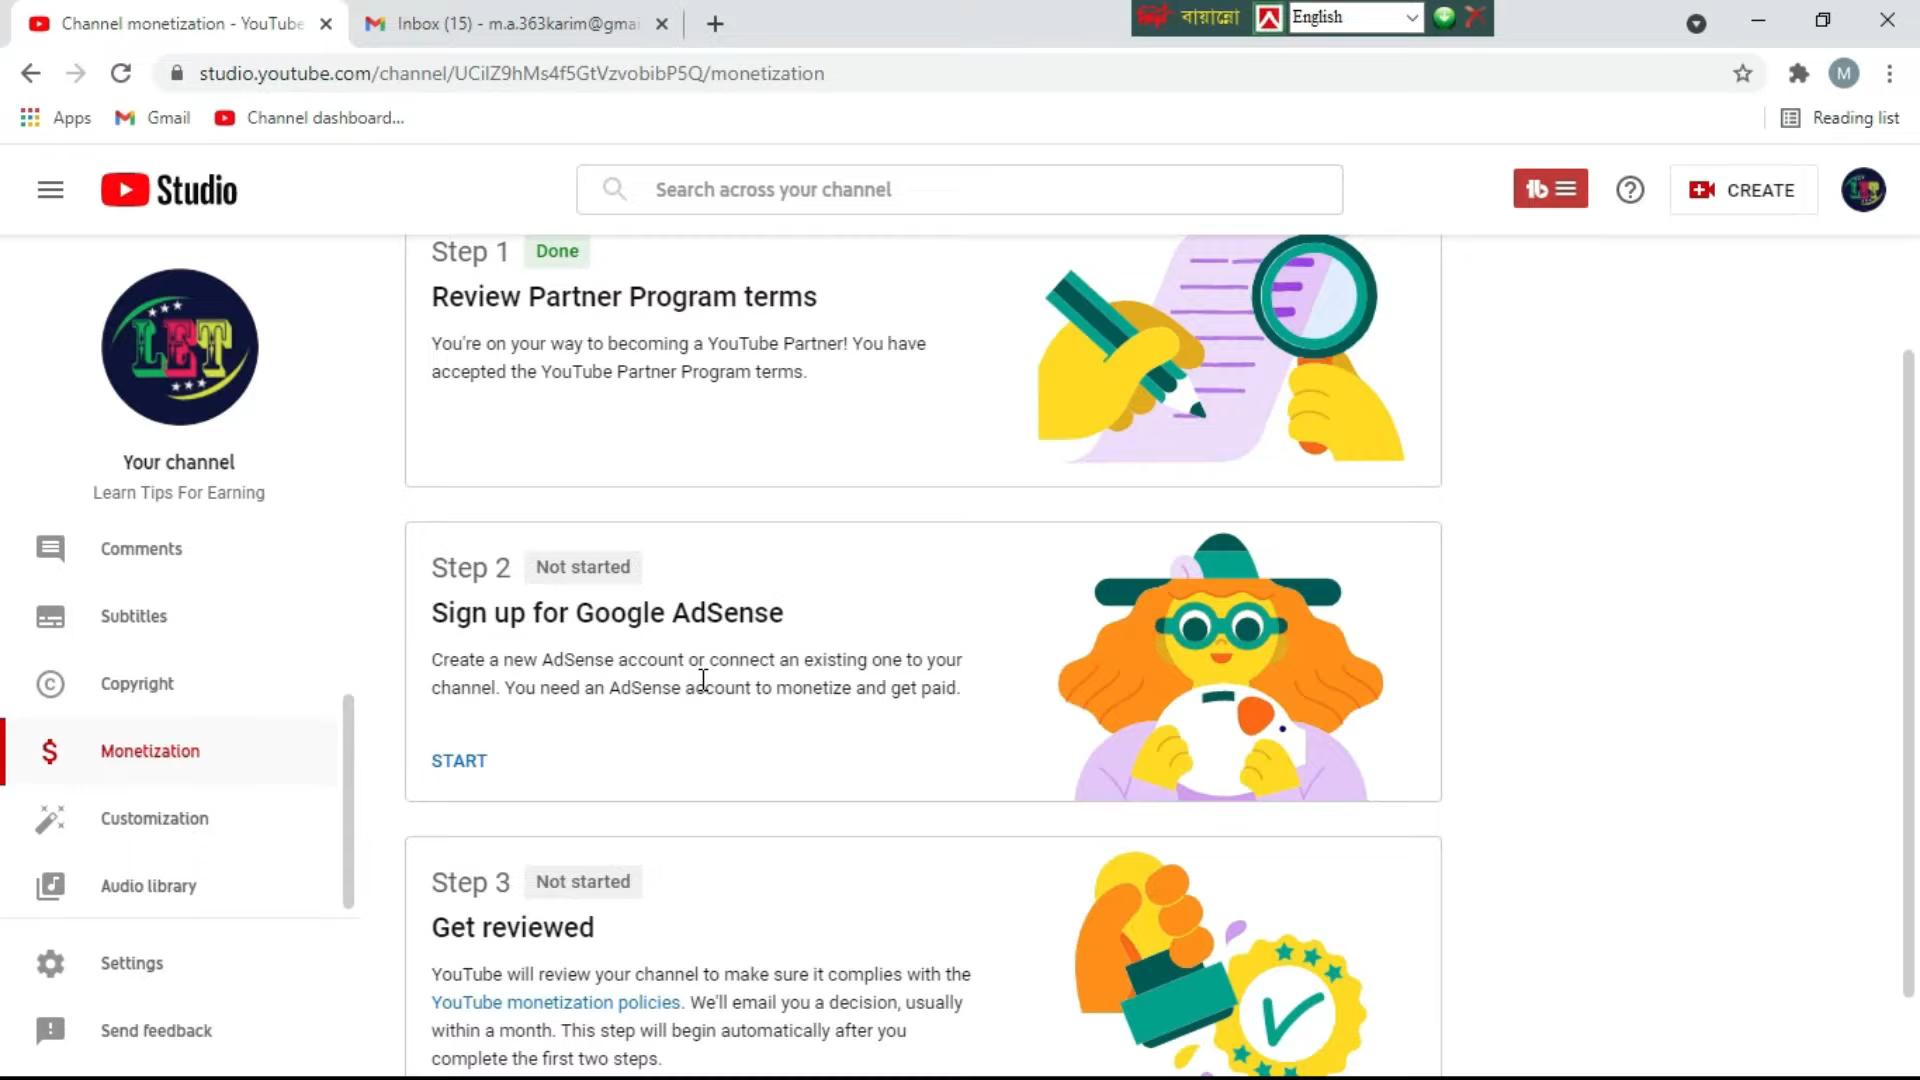 Channel monetization - YouTube
Inbox (15) - m.a.363karim@gmai
বায়ান্নো
English
studio.youtube.com/channel/UCiIZ9hMs4f5GtVzvobibP5Q/monetization
M
Apps
Gmail
Channel dashboard...
Reading list
Studio
Search across your channel
CREATE
LET
Your channel
Learn Tips For Earning
Comments
Subtitles
Copyright
Monetization
Customization
Audio library
Settings
Send feedback
Step 1 Done
Review Partner Program terms
You're on your way to becoming a YouTube Partner! You have
accepted the YouTube Partner Program terms.
Step 2 Not started
Sign up for Google AdSense
Create a new AdSense account or connect an existing one to your
channel. You need an AdSense account to monetize and get paid.
START
Step 3 Not started
Get reviewed
YouTube will review your channel to make sure it complies with the
YouTube monetization policies. We'll email you a decision, usually
within a month. This step will begin automatically after you
complete the first two steps.